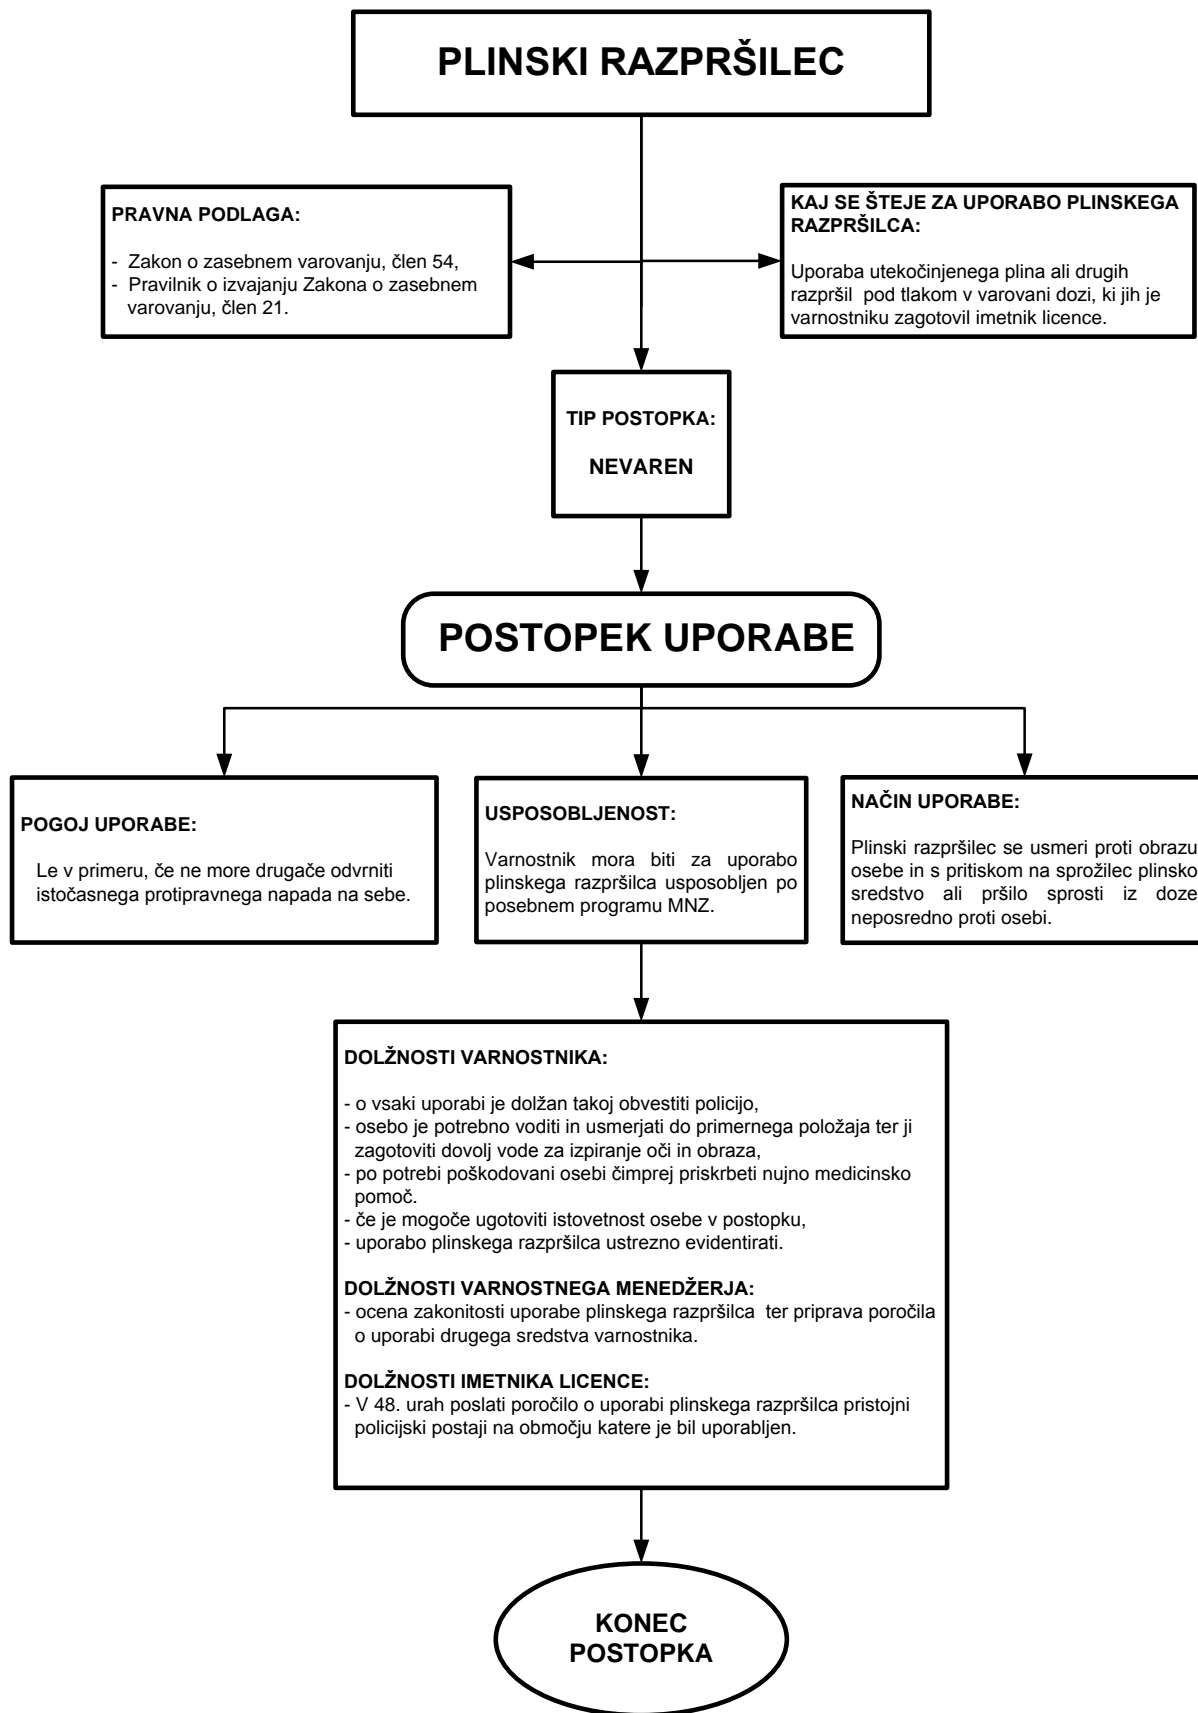 PLINSKI RAZPRŠILEC
PRAVNA PODLAGA:
- Zakon o zasebnem varovanju, člen 54,
- Pravilnik o izvajanju Zakona o zasebnem
varovanju, člen 21.
KAJ SE ŠTEJE ZA UPORABO PLINSKEGA
RAZPRŠILCA:
Uporaba utekočinjenega plina ali drugih
razpršil pod tlakom v varovani dozi, ki jih je
varnostniku zagotovil imetnik licence.
TIP POSTOPKA:
NEVAREN
POSTOPEK UPORABE
POGOJ UPORABE:
Le v primeru, če ne more drugače odvrniti
istočasnega protipravnega napada na sebe.
USPOSOBLJENOST:
Varnostnik mora biti za uporabo
plinskega razpršilca usposobljen po
posebnem programu MNZ.
NAČIN UPORABE:
Plinski razpršilec se usmeri proti obrazu
osebe in s pritiskom na sprožilec plinsko
sredstvo ali pršilo sprosti iz doze
neposredno proti osebi.
DOLŽNOSTI VARNOSTNIKA:
- o vsaki uporabi je dolžan takoj obvestiti policijo,
- osebo je potrebno voditi in usmerjati do primernega položaja ter ji
zagotoviti dovolj vode za izpiranje oči in obraza,
- po potrebi poškodovani osebi čimprej priskrbeti nujno medicinsko
pomoč.
- če je mogoče ugotoviti istovetnost osebe v postopku,
- uporabo plinskega razpršilca ustrezno evidentirati.
DOLŽNOSTI VARNOSTNEGA MENEDŽERJA:
- ocena zakonitosti uporabe plinskega razpršilca ter priprava poročila
o uporabi drugega sredstva varnostnika.
DOLŽNOSTI IMETNIKA LICENCE:
- V 48. urah poslati poročilo o uporabi plinskega razpršilca pristojni
policijski postaji na območju katere je bil uporabljen.
KONEC
POSTOPKA